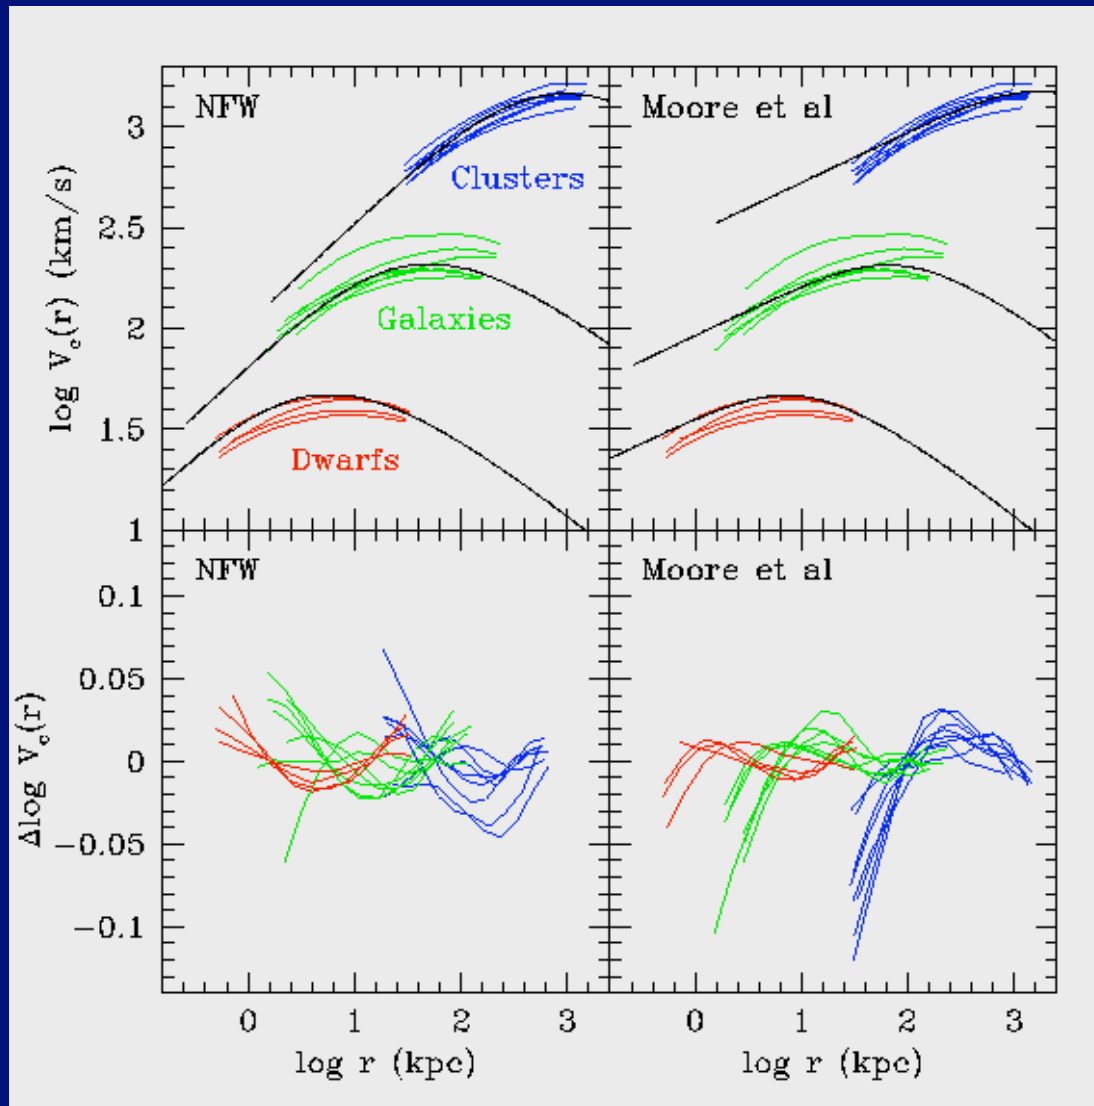 NFW
Moore et al
3
2.5
2
1.5
1
log V_c(r) (km/s)
Clusters
Galaxies
Dwarfs
NFW
Moore et al
0.1
0.05
0
−0.05
−0.1
Δlog V_c(r)
0 1 2 3
0 1 2 3
log r (kpc)
log r (kpc)